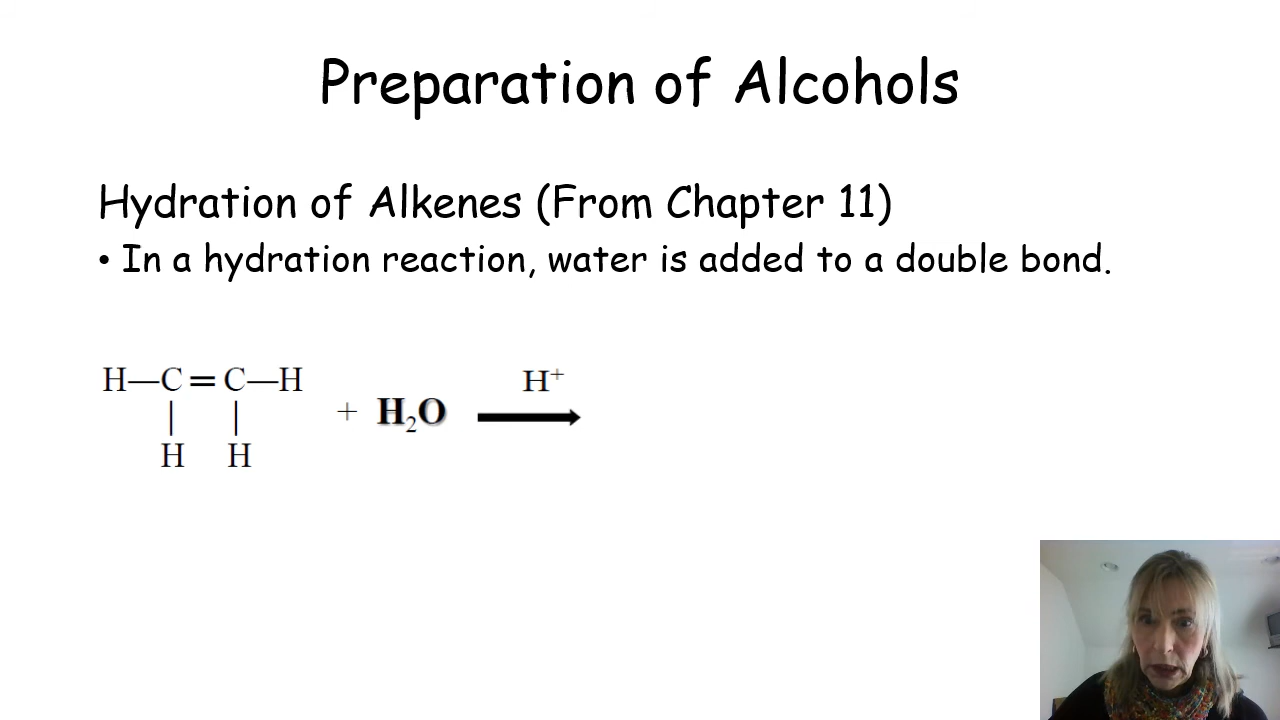 Preparation of Alcohols
Hydration of Alkenes (From Chapter 11)
• In a hydration reaction, water is added to a double bond.
H—C=C—H
| |
H H
+ H₂O
H⁺